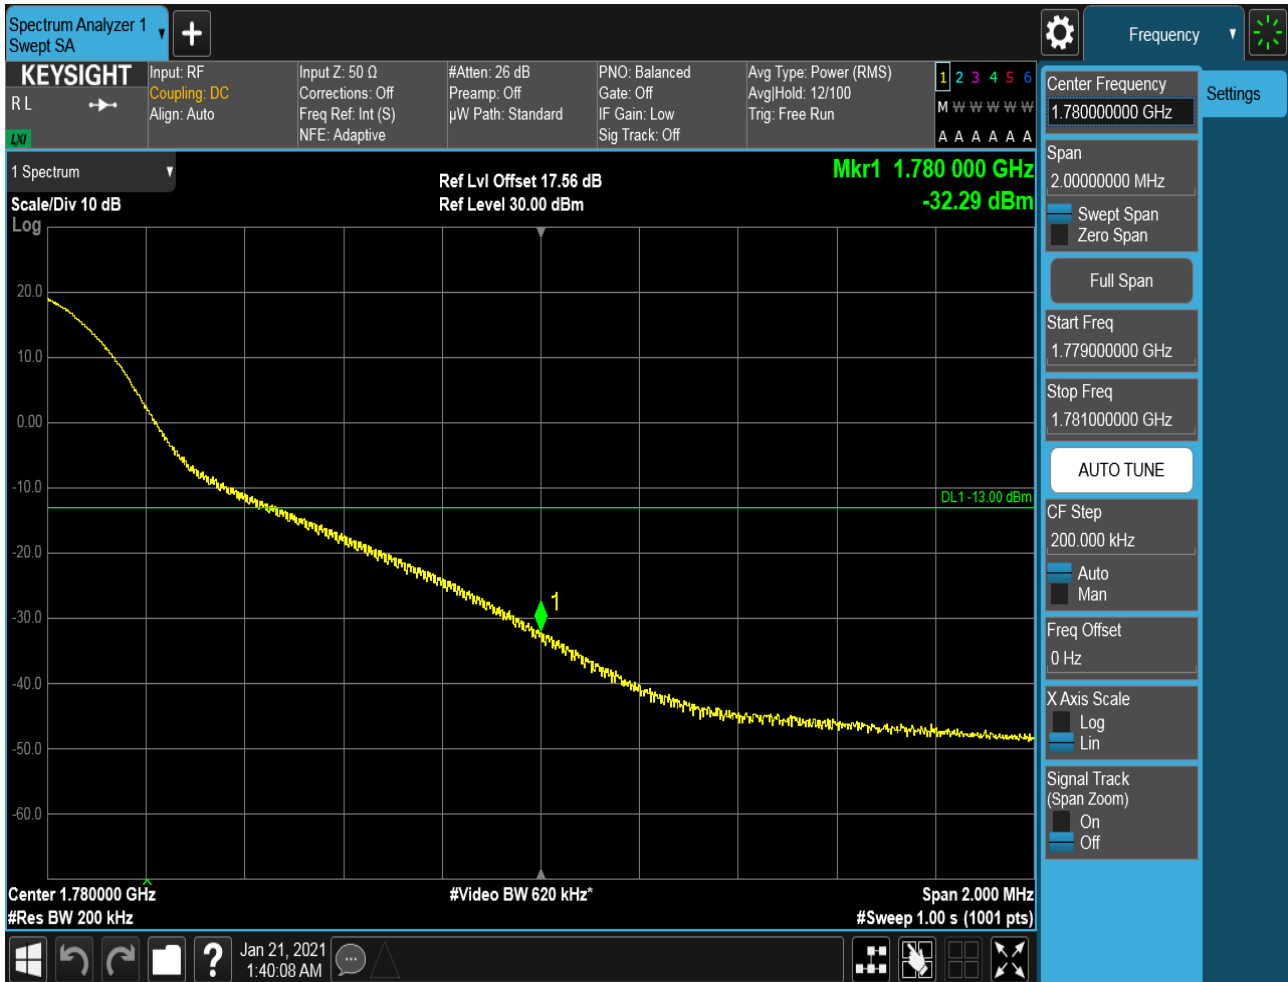 Spectrum Analyzer 1
Swept SA
Frequency
KEYSIGHT
R L
LXI
Input: RF
Coupling: DC
Align: Auto
Input Z: 50 Ω
Corrections: Off
Freq Ref: Int (S)
NFE: Adaptive
#Atten: 26 dB
Preamp: Off
µW Path: Standard
PNO: Balanced
Gate: Off
IF Gain: Low
Sig Track: Off
Avg Type: Power (RMS)
Avg|Hold: 12/100
Trig: Free Run
1 2 3 4 5 6
M W W W W W
A A A A A A
1 Spectrum
Scale/Div 10 dB
Log
Ref Lvl Offset 17.56 dB
Ref Level 30.00 dBm
Mkr1 1.780 000 GHz
-32.29 dBm
20.0
10.0
0.00
-10.0
-20.0
-30.0
-40.0
-50.0
-60.0
DL1 -13.00 dBm
1
Center 1.780000 GHz
#Res BW 200 kHz
#Video BW 620 kHz*
Span 2.000 MHz
#Sweep 1.00 s (1001 pts)
?
Jan 21, 2021
1:40:08 AM
Center Frequency
1.780000000 GHz
Settings
Span
2.00000000 MHz
Swept Span
Zero Span
Full Span
Start Freq
1.779000000 GHz
Stop Freq
1.781000000 GHz
AUTO TUNE
CF Step
200.000 kHz
Auto
Man
Freq Offset
0 Hz
X Axis Scale
Log
Lin
Signal Track
(Span Zoom)
On
Off